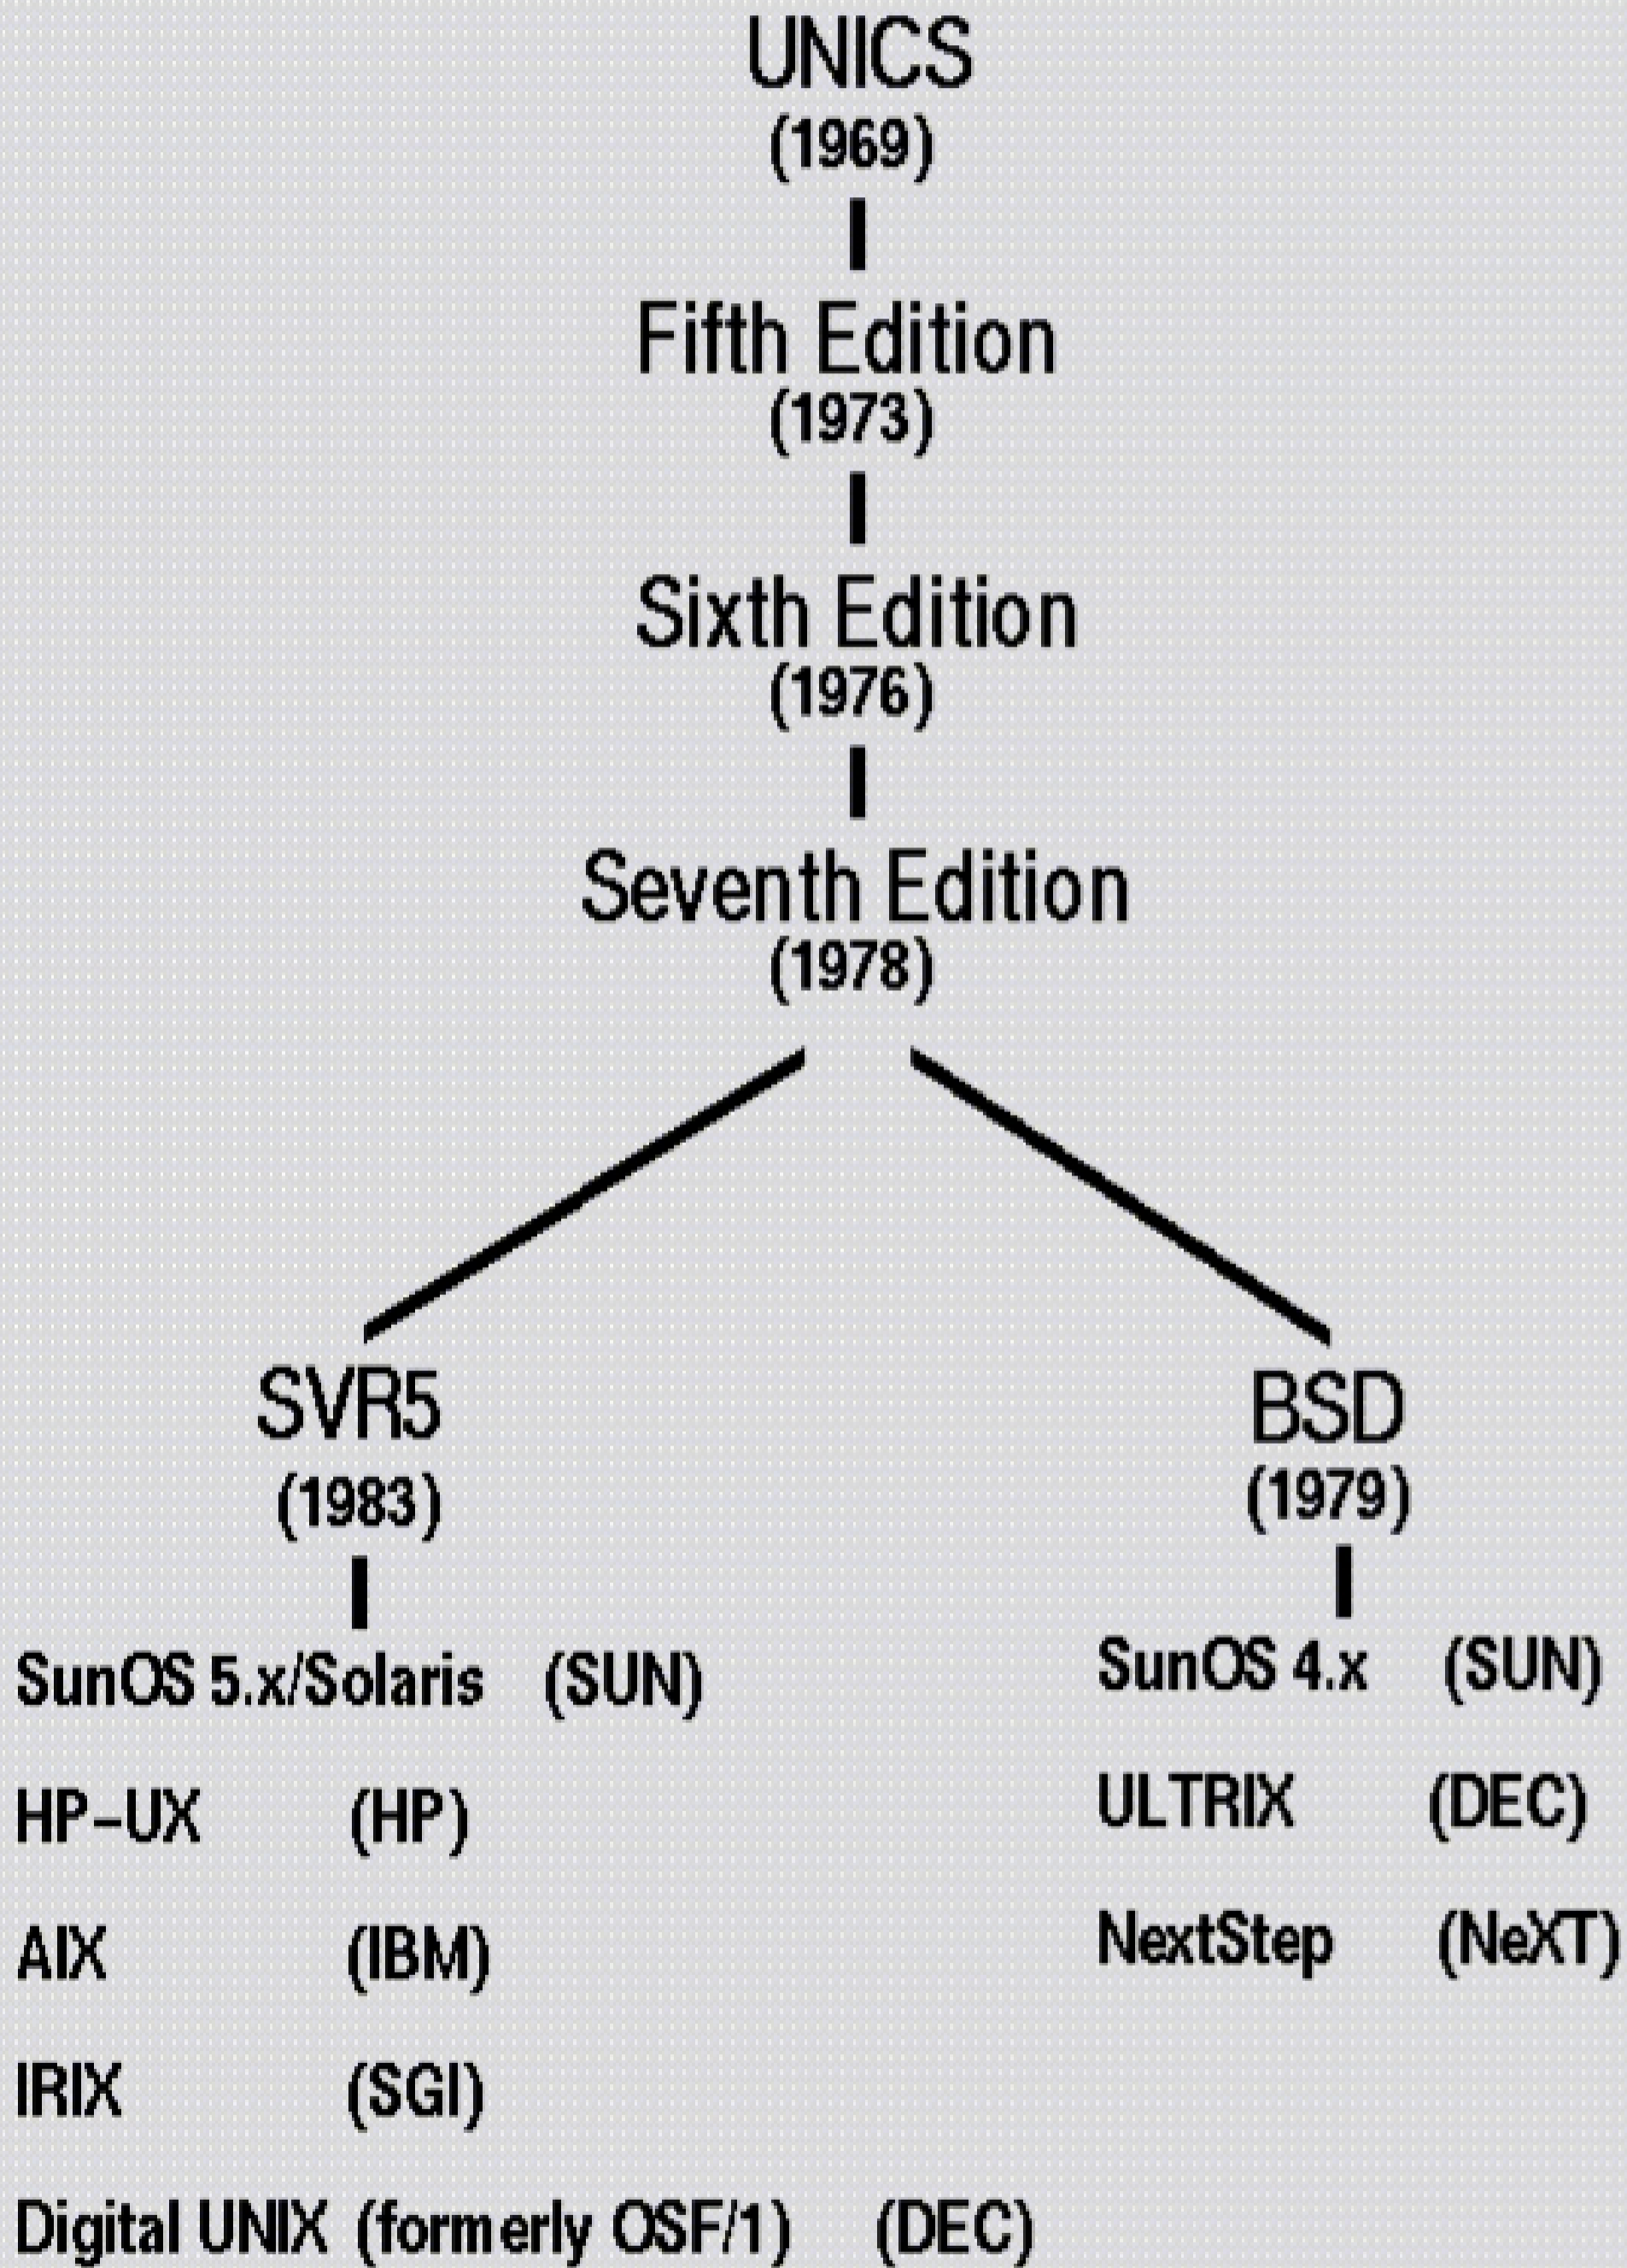 UNICS
(1969)
Fifth Edition
(1973)
Sixth Edition
(1976)
Seventh Edition
(1978)
SVR5
(1983)
SunOS 5.x/Solaris (SUN)
HP-UX (HP)
AIX (IBM)
IRIX (SGI)
Digital UNIX (formerly OSF/1) (DEC)
BSD
(1979)
SunOS 4.x (SUN)
ULTRIX (DEC)
NextStep (NeXT)